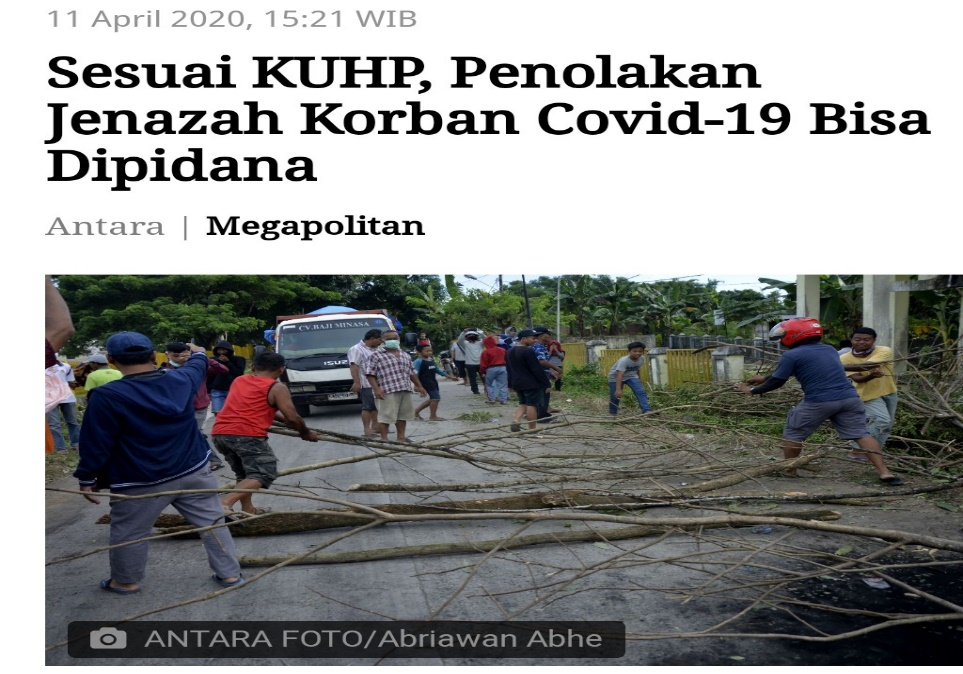 11 April 2020, 15:21 WIB
Sesuai KUHP, Penolakan
Jenazah Korban Covid-19 Bisa
Dipidana
Antara | Megapolitan
CV.BAJI MINASA
ISUZU
ANTARA FOTO/Abriawan Abhe